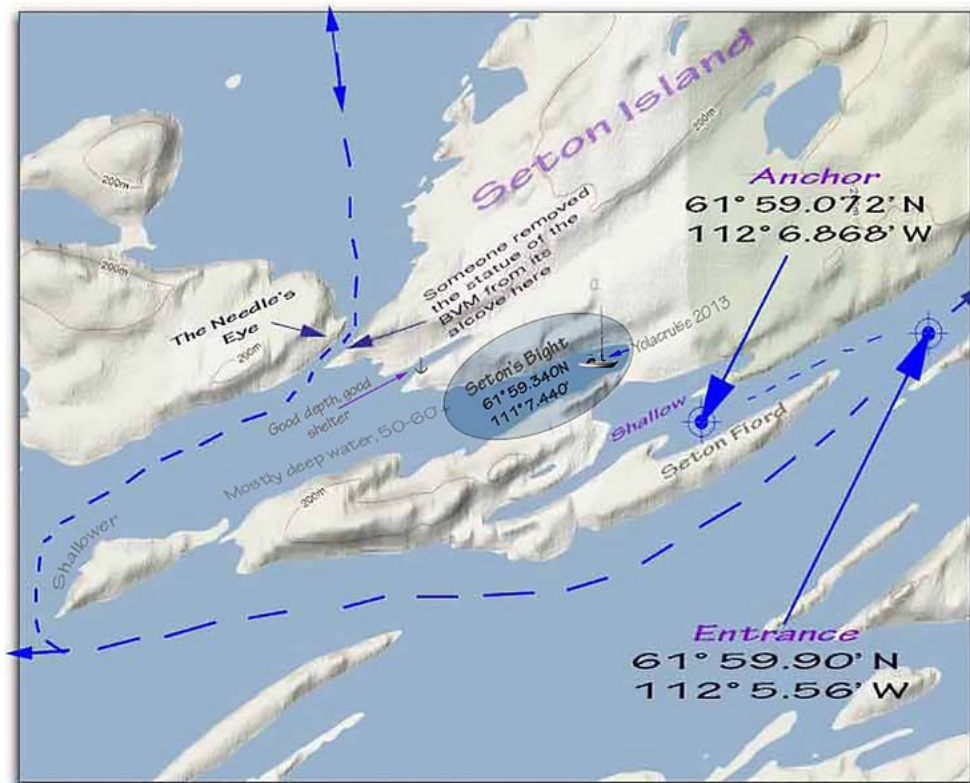 Seton Island
200m
200m
200m
Anchor
61° 59.072' N
112° 6.868' W
Someone removed
the statue of the
BVM from its
alcove here
The Needle's
Eye
200m
Good depth, good
shelter
Seton's Bight
61° 59.340N
111° 7.440'
Yolacruise 2013
Mostly deep water, 50-60'
Shallow
Seton Fiord
200m
Shallower
Entrance
61° 59.90' N
112° 5.56' W